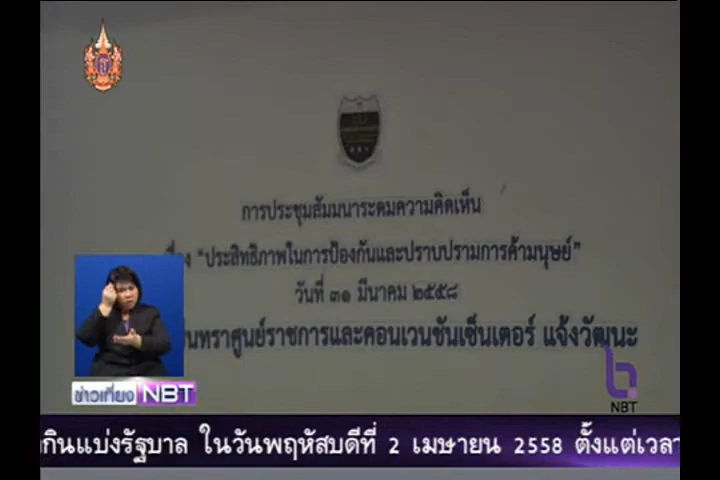 การประชุมสัมมนาระดมความคิดเห็น
เรื่อง "ประสิทธิภาพในการป้องกันและปราบปรามการค้ามนุษย์"
วันที่ ๓๑ มีนาคม ๒๕๕๘
ศูนย์ราชการและคอนเวนชันเซ็นเตอร์ แจ้งวัฒนะ
ข่าวเที่ยง NBT
NBT
กินแบ่งรัฐบาล ในวันพฤหัสบดีที่ 2 เมษายน 2558 ตั้งแต่เวลา